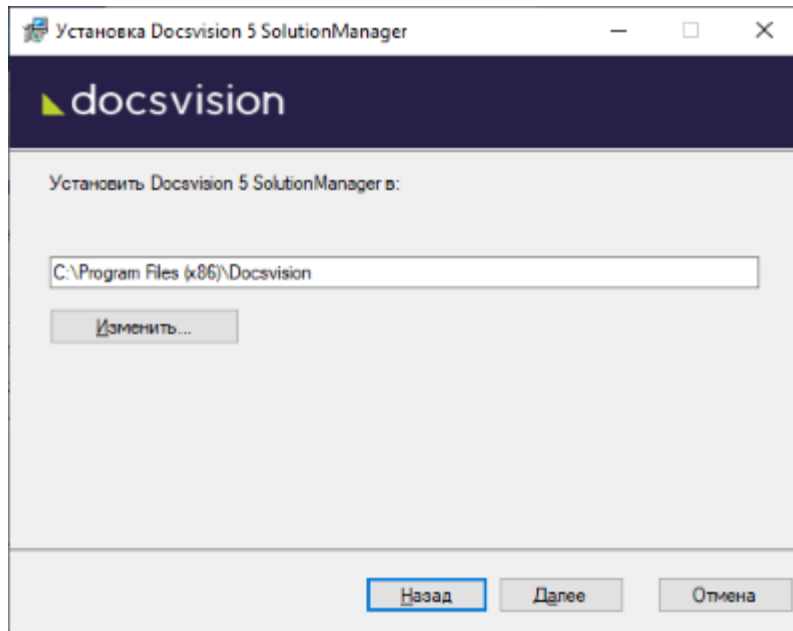 Установка Docsvision 5 SolutionManager
docsvision
Установить Docsvision 5 SolutionManager в:
C:\Program Files (x86)\Docsvision
Изменить...
Назад Далее Отмена